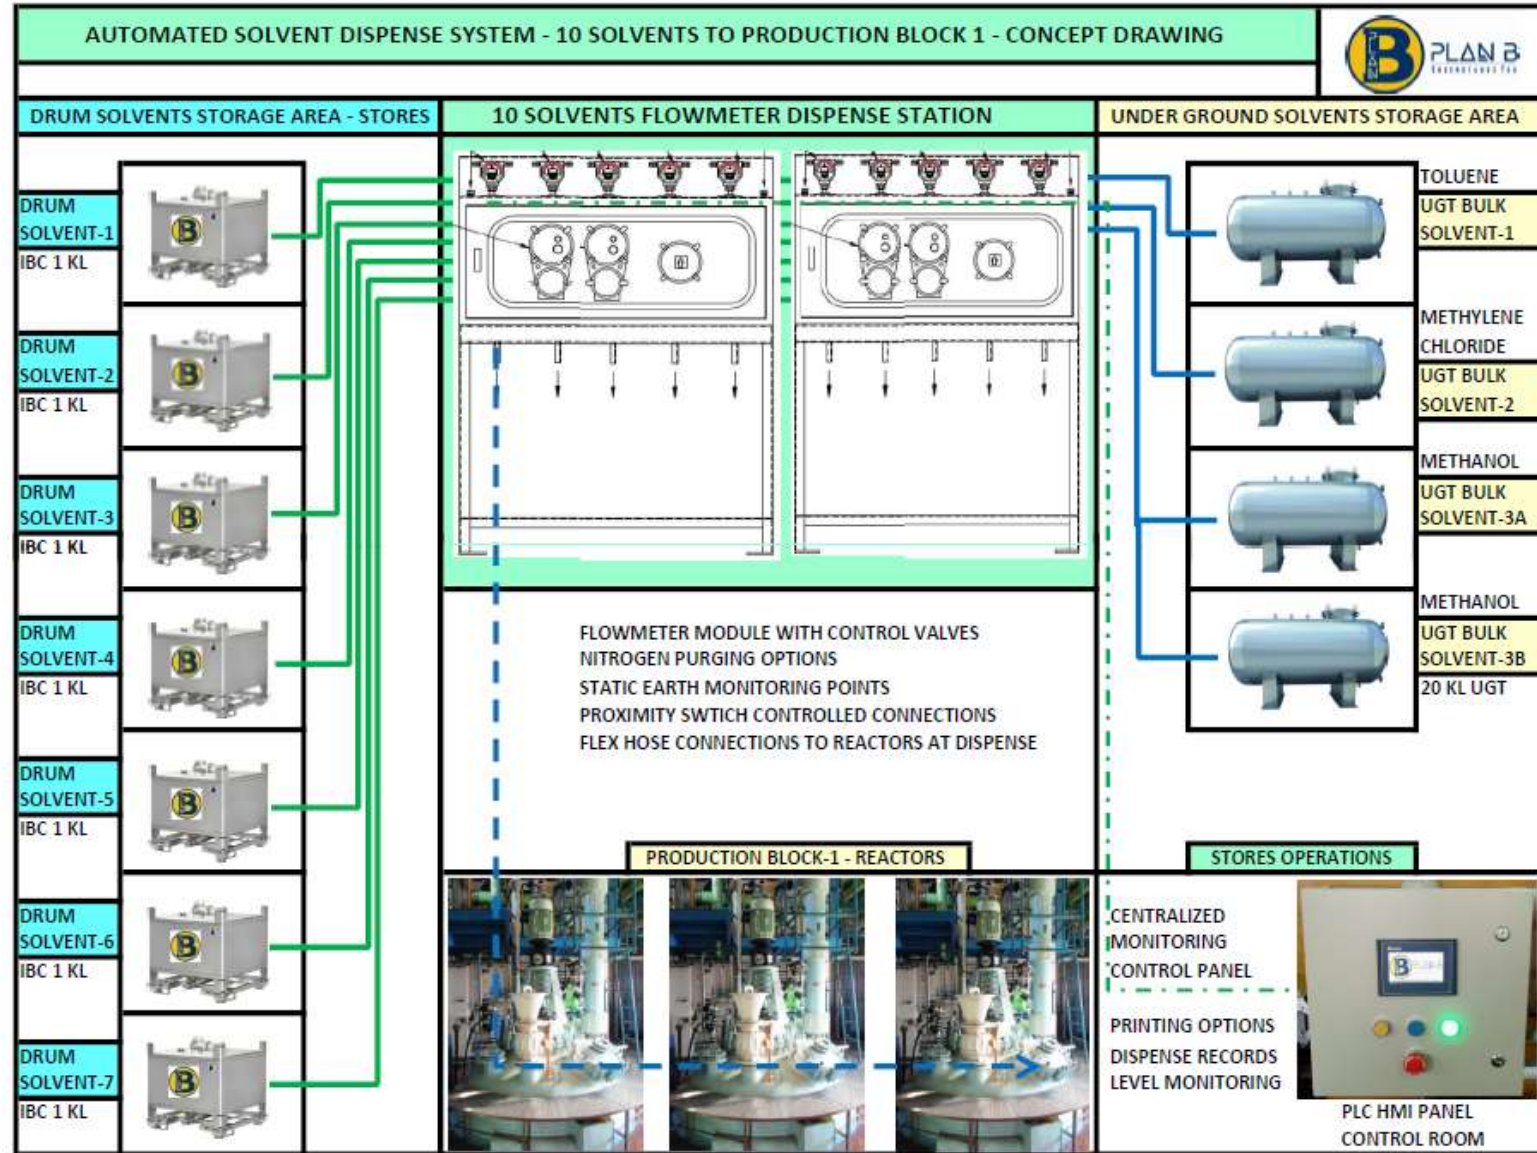 AUTOMATED SOLVENT DISPENSE SYSTEM - 10 SOLVENTS TO PRODUCTION BLOCK 1 - CONCEPT DRAWING
PLAN
B
PLAN B
DRUM SOLVENTS STORAGE AREA - STORES
10 SOLVENTS FLOWMETER DISPENSE STATION
UNDER GROUND SOLVENTS STORAGE AREA
DRUM
SOLVENT-1
IBC 1 KL
B
DRUM
SOLVENT-2
IBC 1 KL
B
DRUM
SOLVENT-3
IBC 1 KL
B
DRUM
SOLVENT-4
IBC 1 KL
B
DRUM
SOLVENT-5
IBC 1 KL
B
DRUM
SOLVENT-6
IBC 1 KL
B
DRUM
SOLVENT-7
IBC 1 KL
B
TOLUENE
UGT BULK
SOLVENT-1
METHYLENE
CHLORIDE
UGT BULK
SOLVENT-2
METHANOL
UGT BULK
SOLVENT-3A
METHANOL
UGT BULK
SOLVENT-3B
20 KL UGT
FLOWMETER MODULE WITH CONTROL VALVES
NITROGEN PURGING OPTIONS
STATIC EARTH MONITORING POINTS
PROXIMITY SWTICH CONTROLLED CONNECTIONS
FLEX HOSE CONNECTIONS TO REACTORS AT DISPENSE
PRODUCTION BLOCK-1 - REACTORS
STORES OPERATIONS
CENTRALIZED
MONITORING
CONTROL PANEL
PRINTING OPTIONS
DISPENSE RECORDS
LEVEL MONITORING
B
PLC HMI PANEL
CONTROL ROOM